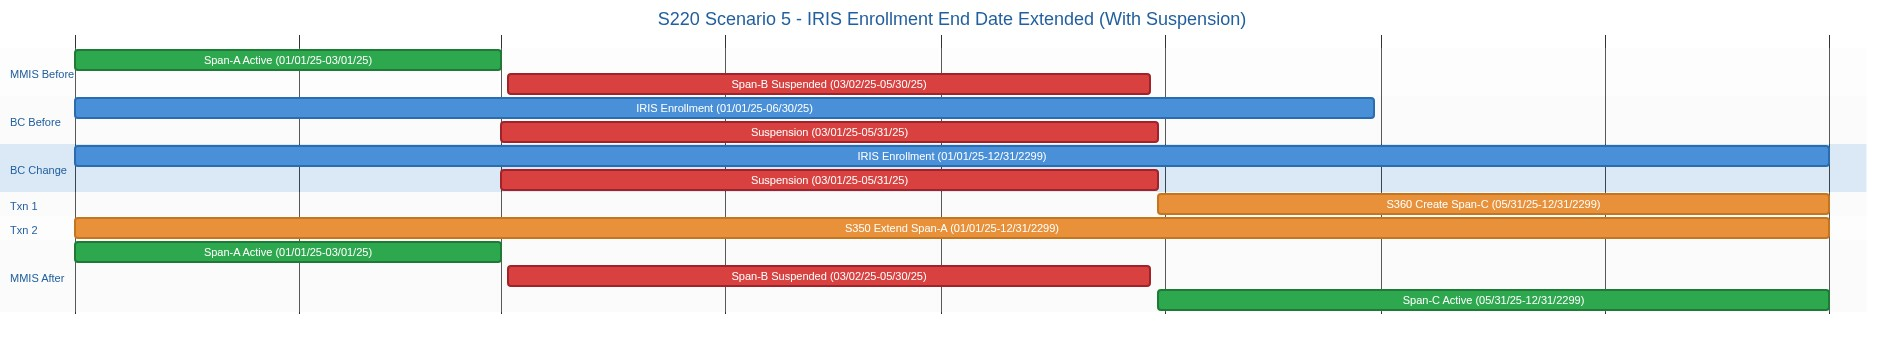 S220 Scenario 5 - IRIS Enrollment End Date Extended (With Suspension)
MMIS Before
Span-A Active (01/01/25-03/01/25)
Span-B Suspended (03/02/25-05/30/25)
BC Before
IRIS Enrollment (01/01/25-06/30/25)
Suspension (03/01/25-05/31/25)
BC Change
IRIS Enrollment (01/01/25-12/31/2299)
Suspension (03/01/25-05/31/25)
Txn 1
S360 Create Span-C (05/31/25-12/31/2299)
Txn 2
S350 Extend Span-A (01/01/25-12/31/2299)
MMIS After
Span-A Active (01/01/25-03/01/25)
Span-B Suspended (03/02/25-05/30/25)
Span-C Active (05/31/25-12/31/2299)